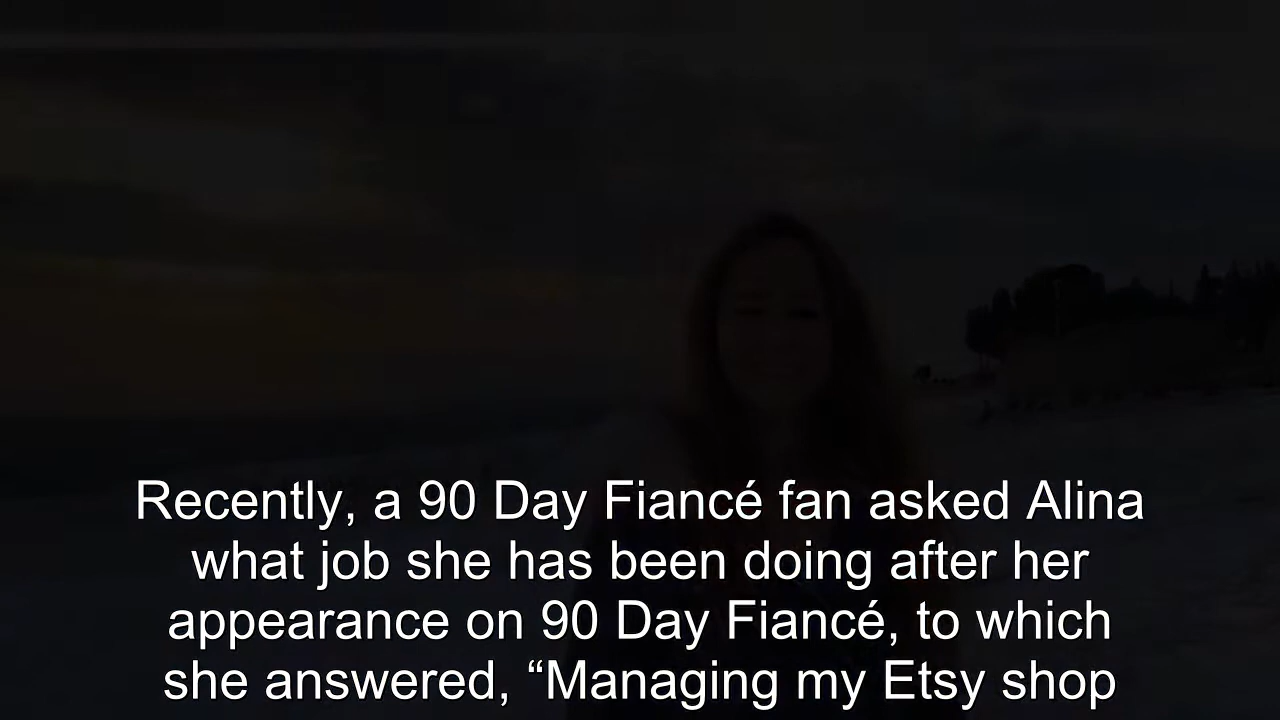 Recently, a 90 Day Fiancé fan asked Alina
what job she has been doing after her
appearance on 90 Day Fiancé, to which
she answered, “Managing my Etsy shop